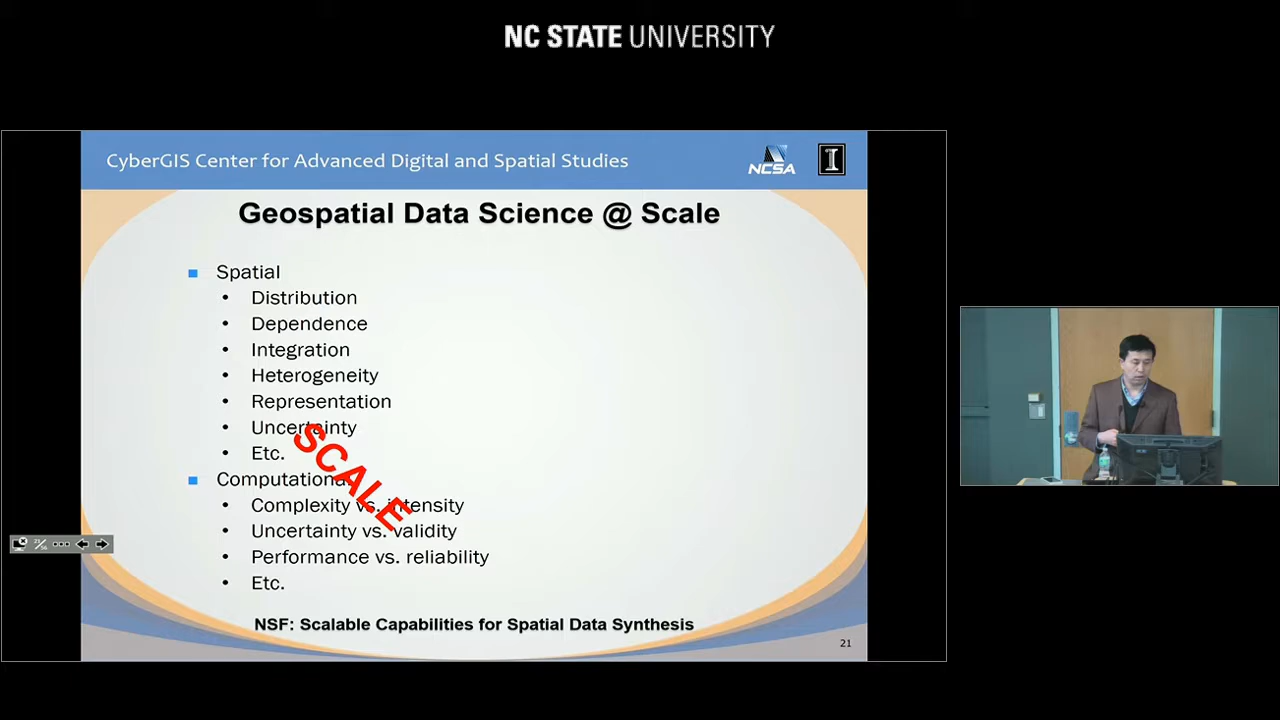 NC STATE UNIVERSITY
CyberGIS Center for Advanced Digital and Spatial Studies
NCSA
I
Geospatial Data Science @ Scale
Spatial
• Distribution
• Dependence
• Integration
• Heterogeneity
• Representation
• Uncertainty
• Etc.
SCALE
Computational
• Complexity vs. intensity
• Uncertainty vs. validity
• Performance vs. reliability
• Etc.
NSF: Scalable Capabilities for Spatial Data Synthesis
21